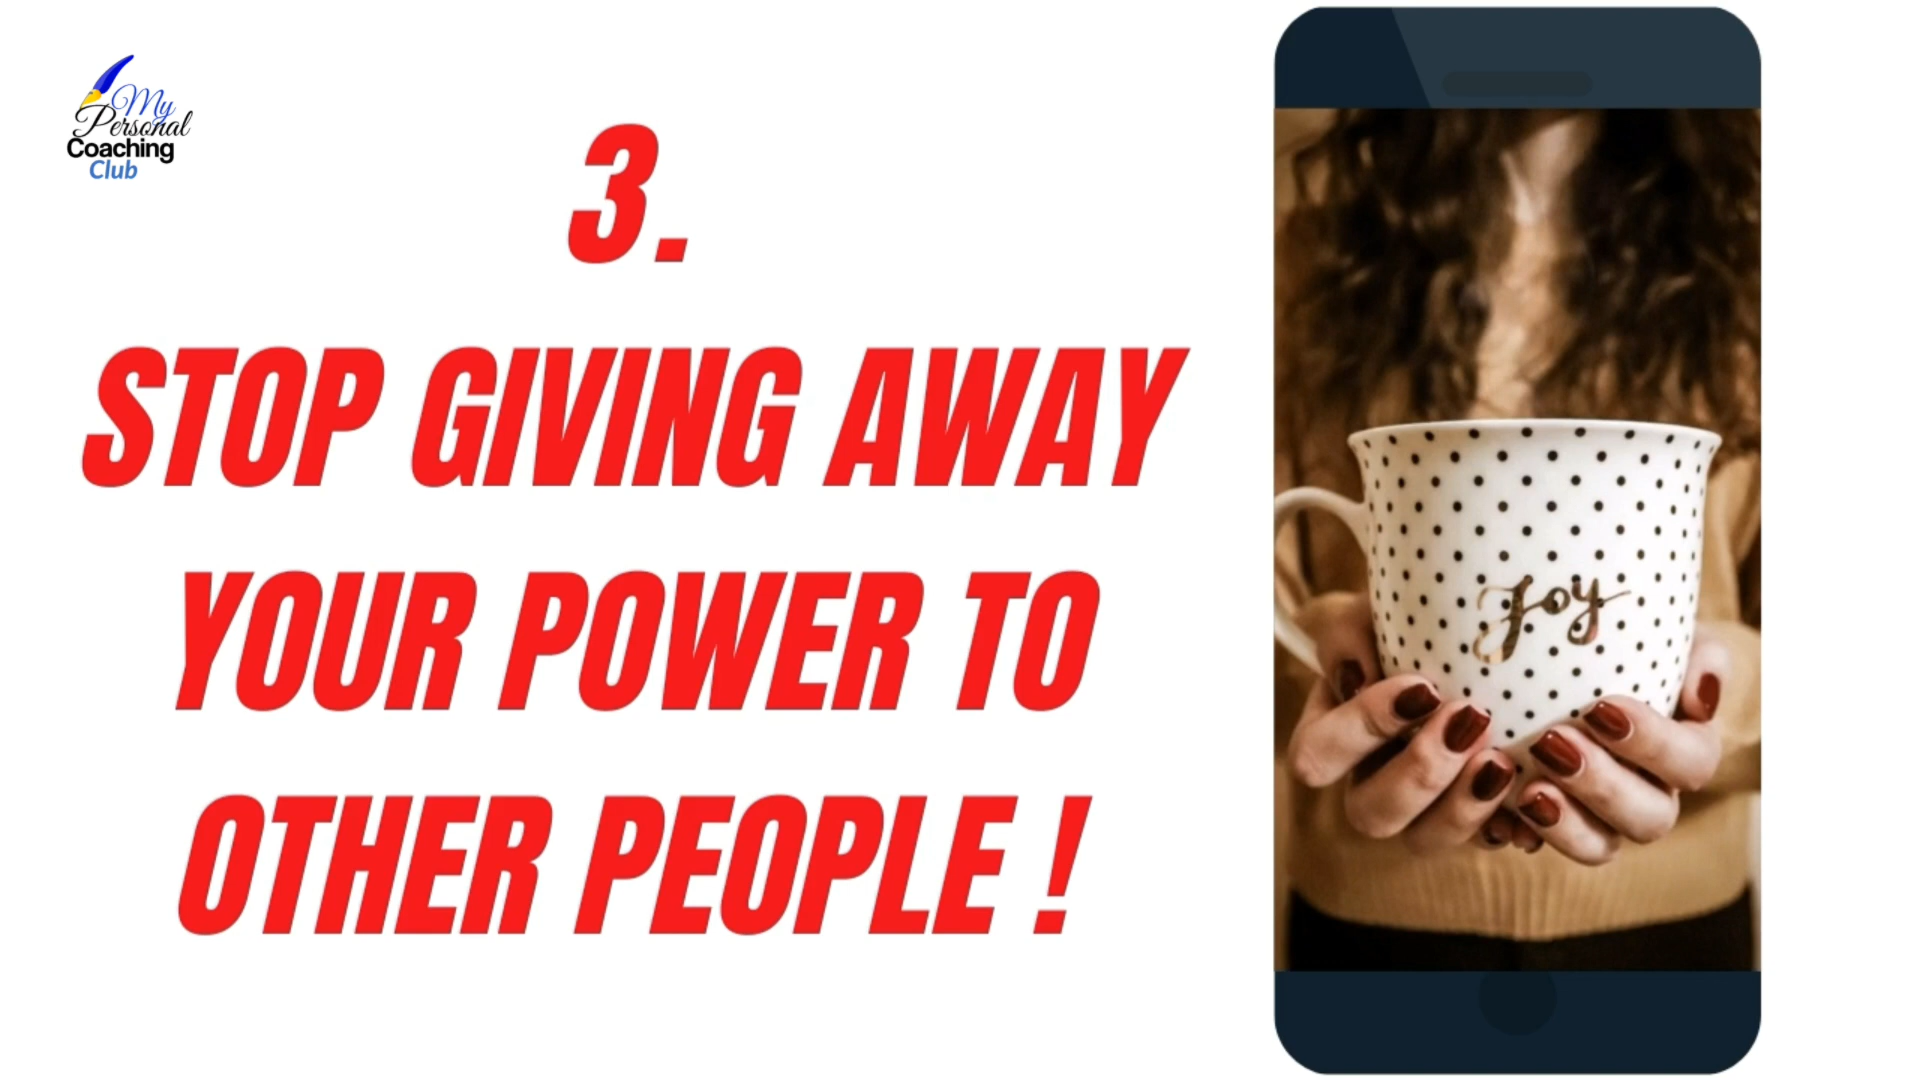 My
Personal
Coaching
Club
3.
STOP GIVING AWAY
YOUR POWER TO
OTHER PEOPLE !
Joy